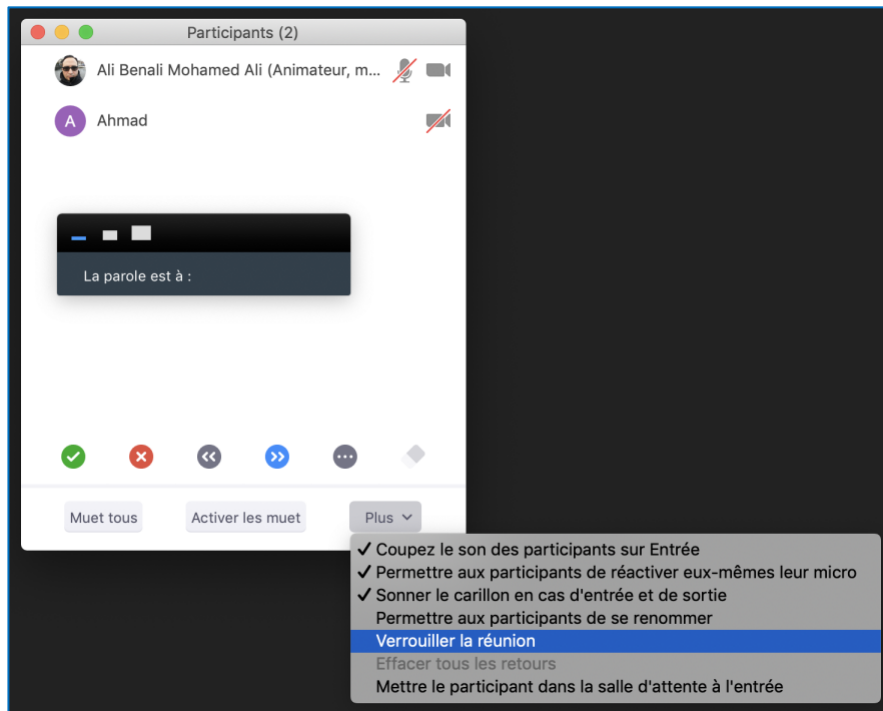 Participants (2)
Ali Benali Mohamed Ali (Animateur, m...
A Ahmad
La parole est à :
Muet tous Activer les muet Plus
✓ Coupez le son des participants sur Entrée
✓ Permettre aux participants de réactiver eux-mêmes leur micro
✓ Sonner le carillon en cas d'entrée et de sortie
Permettre aux participants de se renommer
Verrouiller la réunion
Effacer tous les retours
Mettre le participant dans la salle d'attente à l'entrée